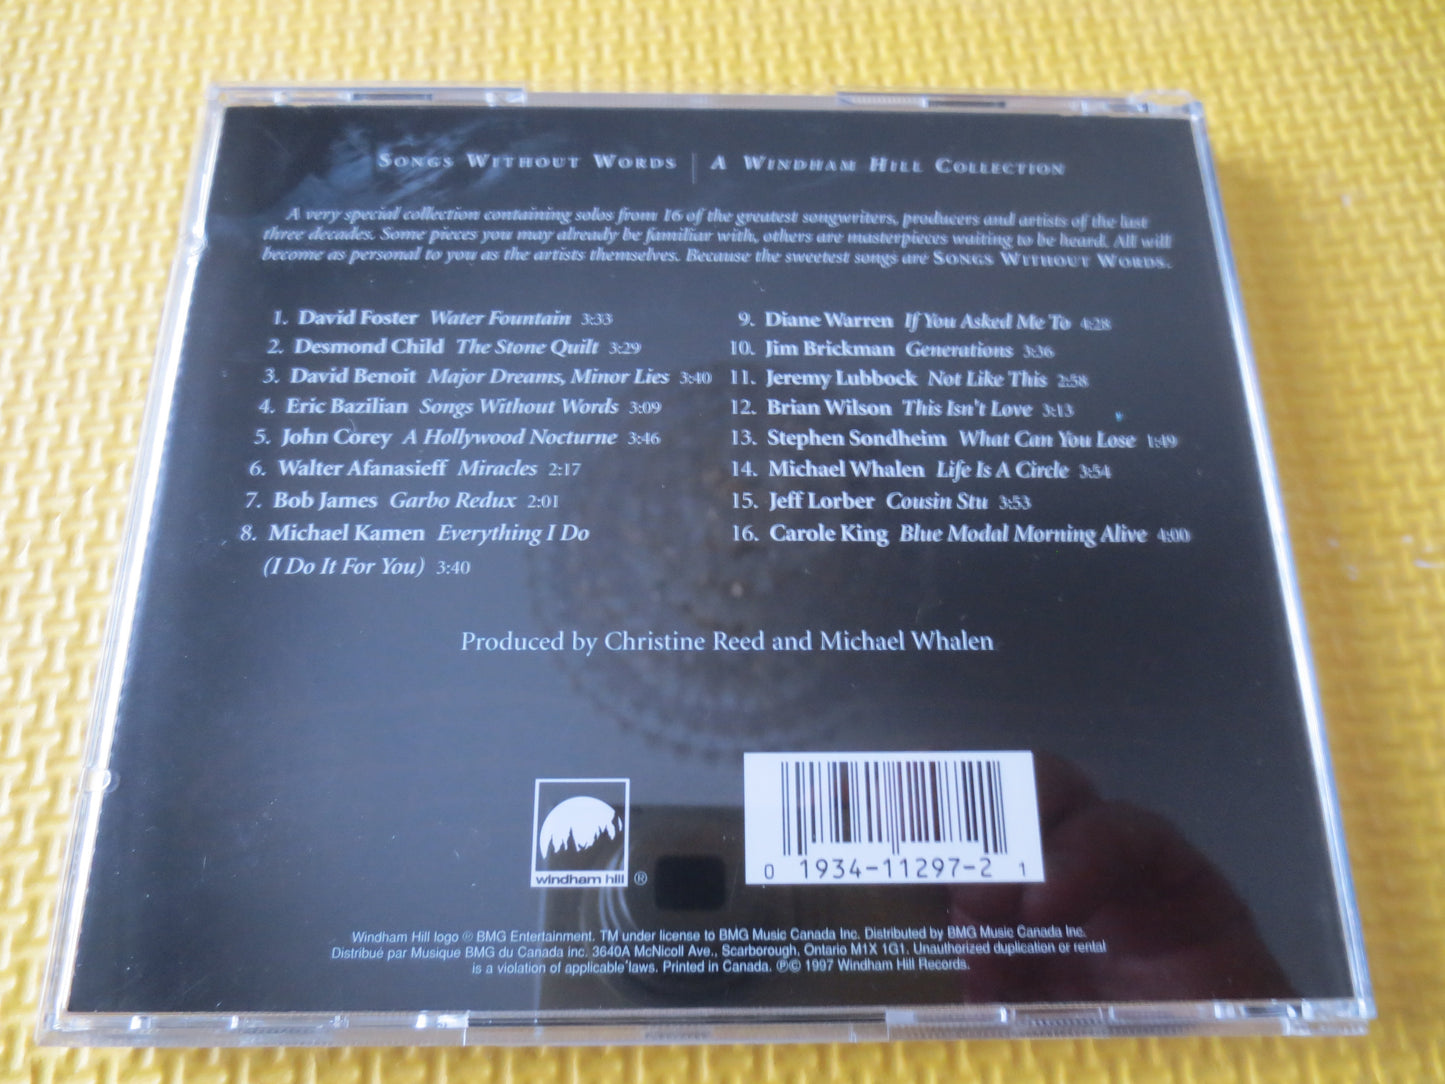 SONGS WITHOUT WORDS | A WINDHAM HILL COLLECTION
A very special collection containing solos from 16 of the greatest songwriters, producers and artists of the last
three decades. Some pieces you may already be familiar with, others are masterpieces waiting to be heard. All will
become as personal to you as the artists themselves. Because the sweetest songs are SONGS WITHOUT WORDS.
1. David Foster Water Fountain 3:33
2. Desmond Child The Stone Quilt 3:29
3. David Benoit Major Dreams, Minor Lies 3:40
4. Eric Bazilian Songs Without Words 3:09
5. John Corey A Hollywood Nocturne 3:46
6. Walter Afanasieff Miracles 2:17
7. Bob James Garbo Redux 2:01
8. Michael Kamen Everything I Do
(I Do It For You) 3:40
9. Diane Warren If You Asked Me To 4:28
10. Jim Brickman Generations 3:36
11. Jeremy Lubbock Not Like This 2:58
12. Brian Wilson This Isn't Love 3:13
13. Stephen Sondheim What Can You Lose 1:49
14. Michael Whalen Life Is A Circle 3:54
15. Jeff Lorber Cousin Stu 3:53
16. Carole King Blue Modal Morning Alive 4:00
Produced by Christine Reed and Michael Whalen
windham hill ®
0 1934-11297-2 1
Windham Hill logo ® BMG Entertainment. TM under license to BMG Music Canada Inc. Distributed by BMG Music Canada Inc.
Distribué par Musique BMG du Canada inc. 3640A McNicoll Ave., Scarborough, Ontario M1X 1G1. Unauthorized duplication or rental
is a violation of applicable laws. Printed in Canada. ℗© 1997 Windham Hill Records.